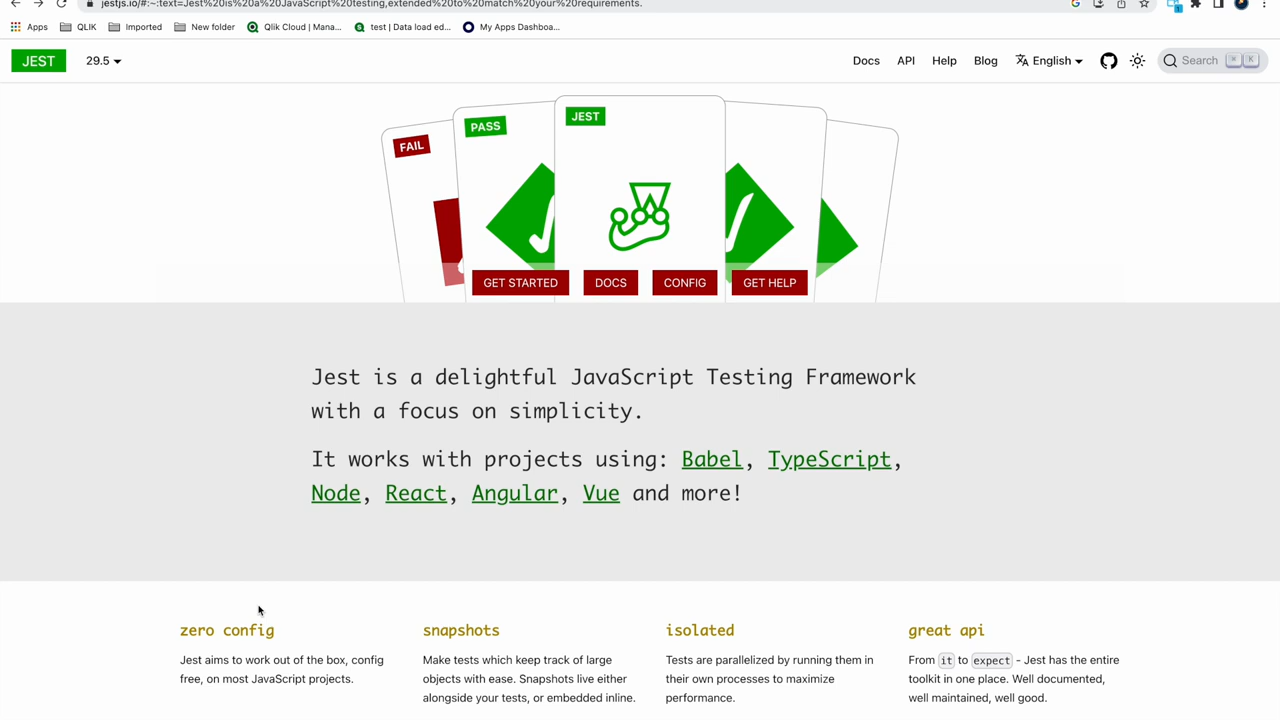 jestjs.io/#:~:text=Jest%20is%20a%20JavaScript%20testing,extended%20to%20match%20your%20requirements.
Apps QLIK Imported New folder Qlik Cloud | Mana... test | Data load ed... My Apps Dashboa...
JEST 29.5 Docs API Help Blog English Search ⌘ K
FAIL PASS JEST
GET STARTED DOCS CONFIG GET HELP
Jest is a delightful JavaScript Testing Framework
with a focus on simplicity.
It works with projects using: Babel, TypeScript,
Node, React, Angular, Vue and more!
zero config
Jest aims to work out of the box, config
free, on most JavaScript projects.
snapshots
Make tests which keep track of large
objects with ease. Snapshots live either
alongside your tests, or embedded inline.
isolated
Tests are parallelized by running them in
their own processes to maximize
performance.
great api
From it to expect - Jest has the entire
toolkit in one place. Well documented,
well maintained, well good.